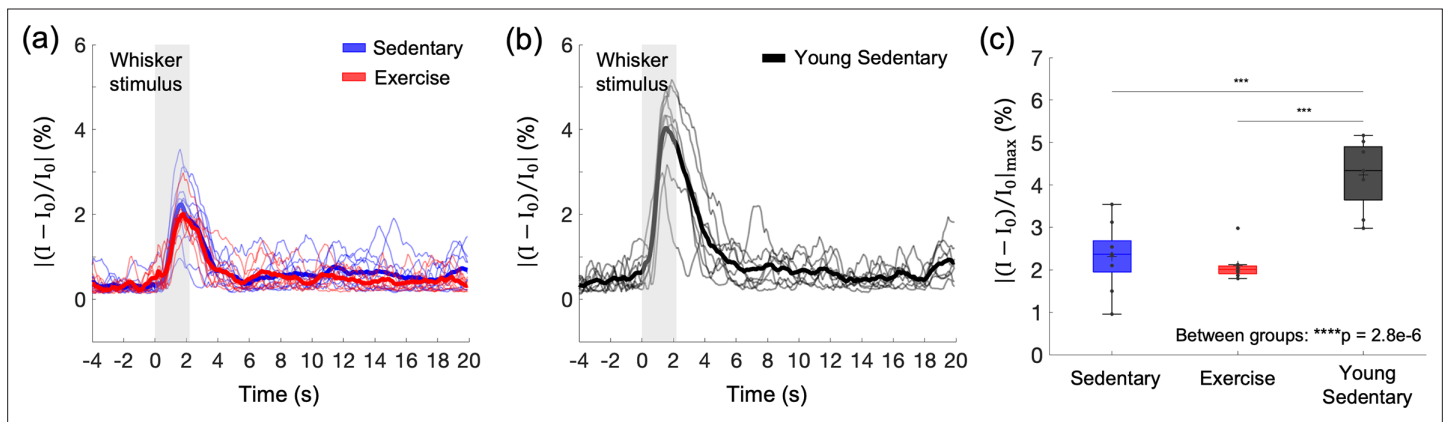 (a)
Whisker
stimulus
Sedentary
Exercise
|(I − I₀)/I₀| (%)
6
4
2
0
-4 -2 0 2 4 6 8 10 12 14 16 18 20
Time (s)
(b)
Whisker
stimulus
Young Sedentary
|(I − I₀)/I₀| (%)
6
4
2
0
-4 -2 0 2 4 6 8 10 12 14 16 18 20
Time (s)
(c)
|(I − I₀)/I₀|max (%)
7
6
5
4
3
2
1
0
***
***
Between groups: ****p = 2.8e-6
Sedentary Exercise Young
Sedentary